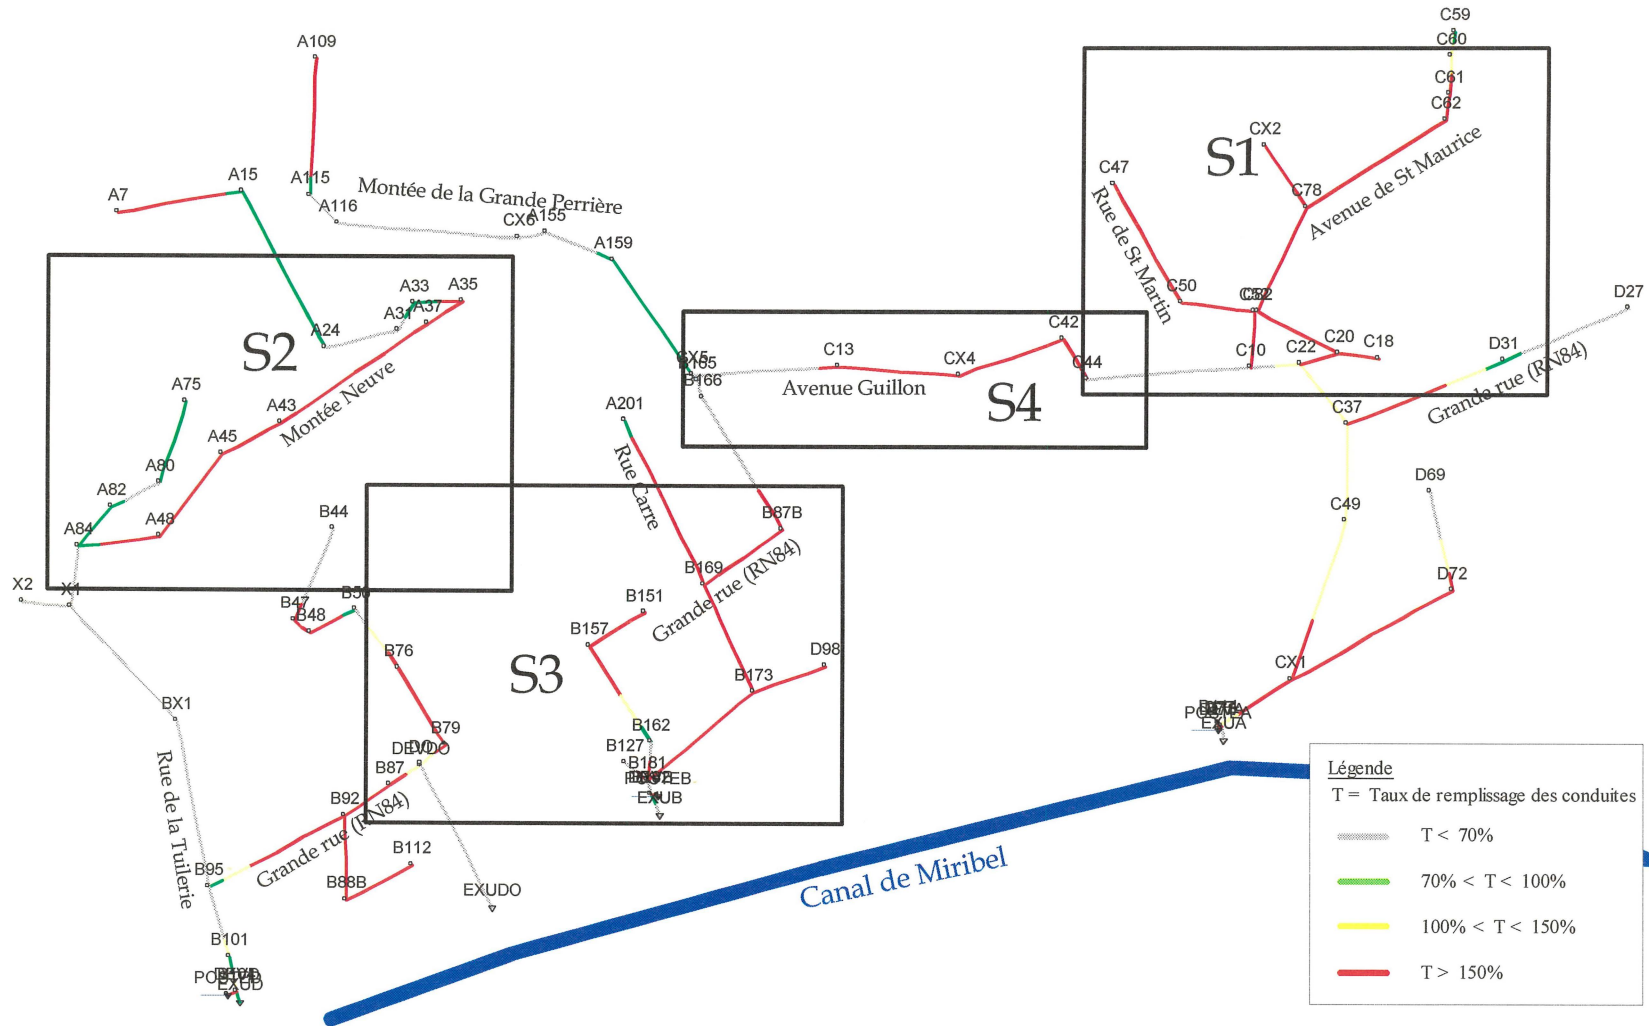 C59
C60
A109
C61
C62
CX2
S1
C47
A15
A115
Montée de la Grande Perrière
C78
Avenue de St Maurice
A7
A116
CX6
A155
Rue de St Martin
A159
C50
A33
A35
D27
A31
A37
C42
A24
S2
C20
C18
C13
CX4
C10
C22
D31
CX5
C44
B166
Avenue Guillon
S4
A75
A201
C37
Grande rue (RN84)
A43
Montée Neuve
A45
Rue Carre
A80
D69
A82
B44
B87B
C49
A84
A48
B169
Grande rue (RN84)
D72
X2
X1
B47
B48
B151
B157
B76
S3
D98
CX1
B173
BX1
B79
B162
EXUA
B127
DEVDO
B181
Rue de la Tuilerie
B87
EXUB
B92
Grande rue (RN84)
B95
B112
B88B
EXUDO
Canal de Miribel
B101
EXUD
Légende
T = Taux de remplissage des conduites
T < 70%
70% < T < 100%
100% < T < 150%
T > 150%